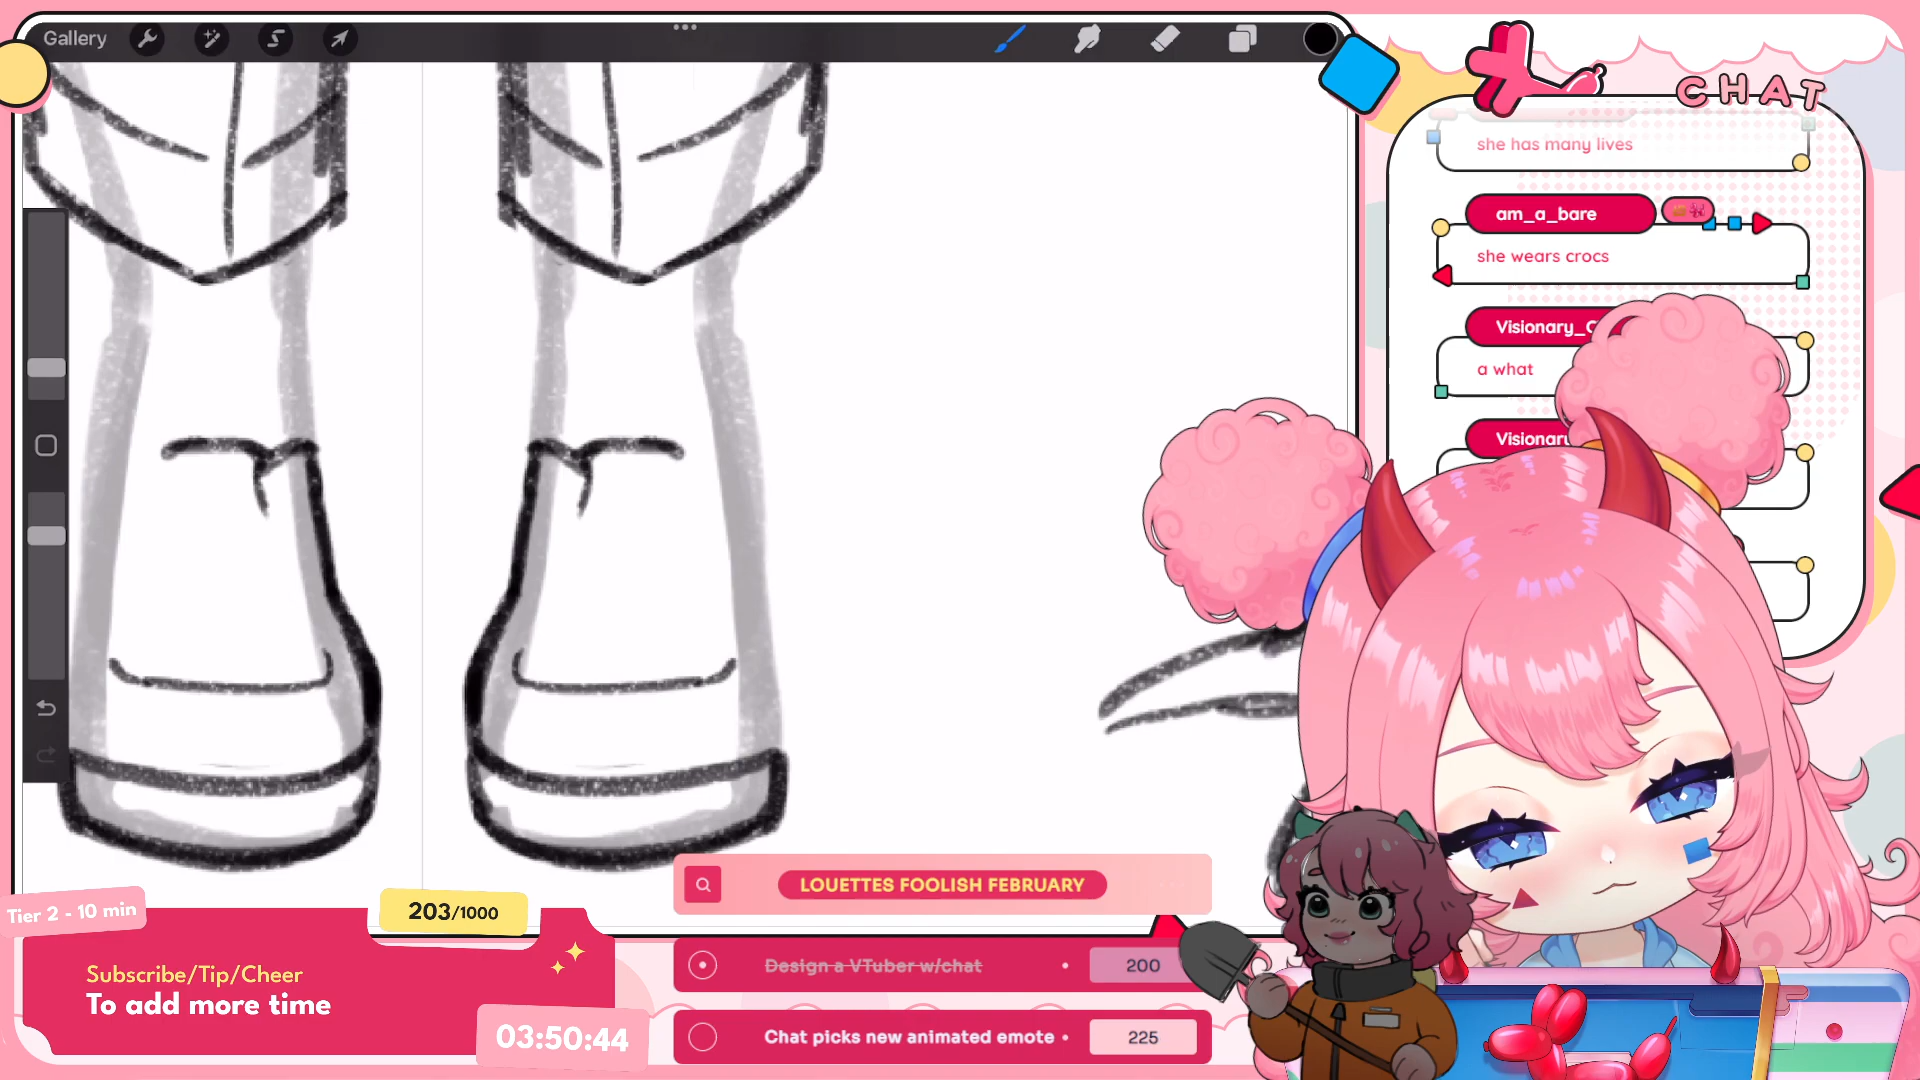 Gallery
CHAT
she has many lives
am_a_bare
she wears crocs
a what
Tier 2 - 10 min
203/1000
Subscribe/Tip/Cheer
To add more time
03:50:44
LOUETTES FOOLISH FEBRUARY
Design a VTuber w/chat • 200
Chat picks new animated emote • 225